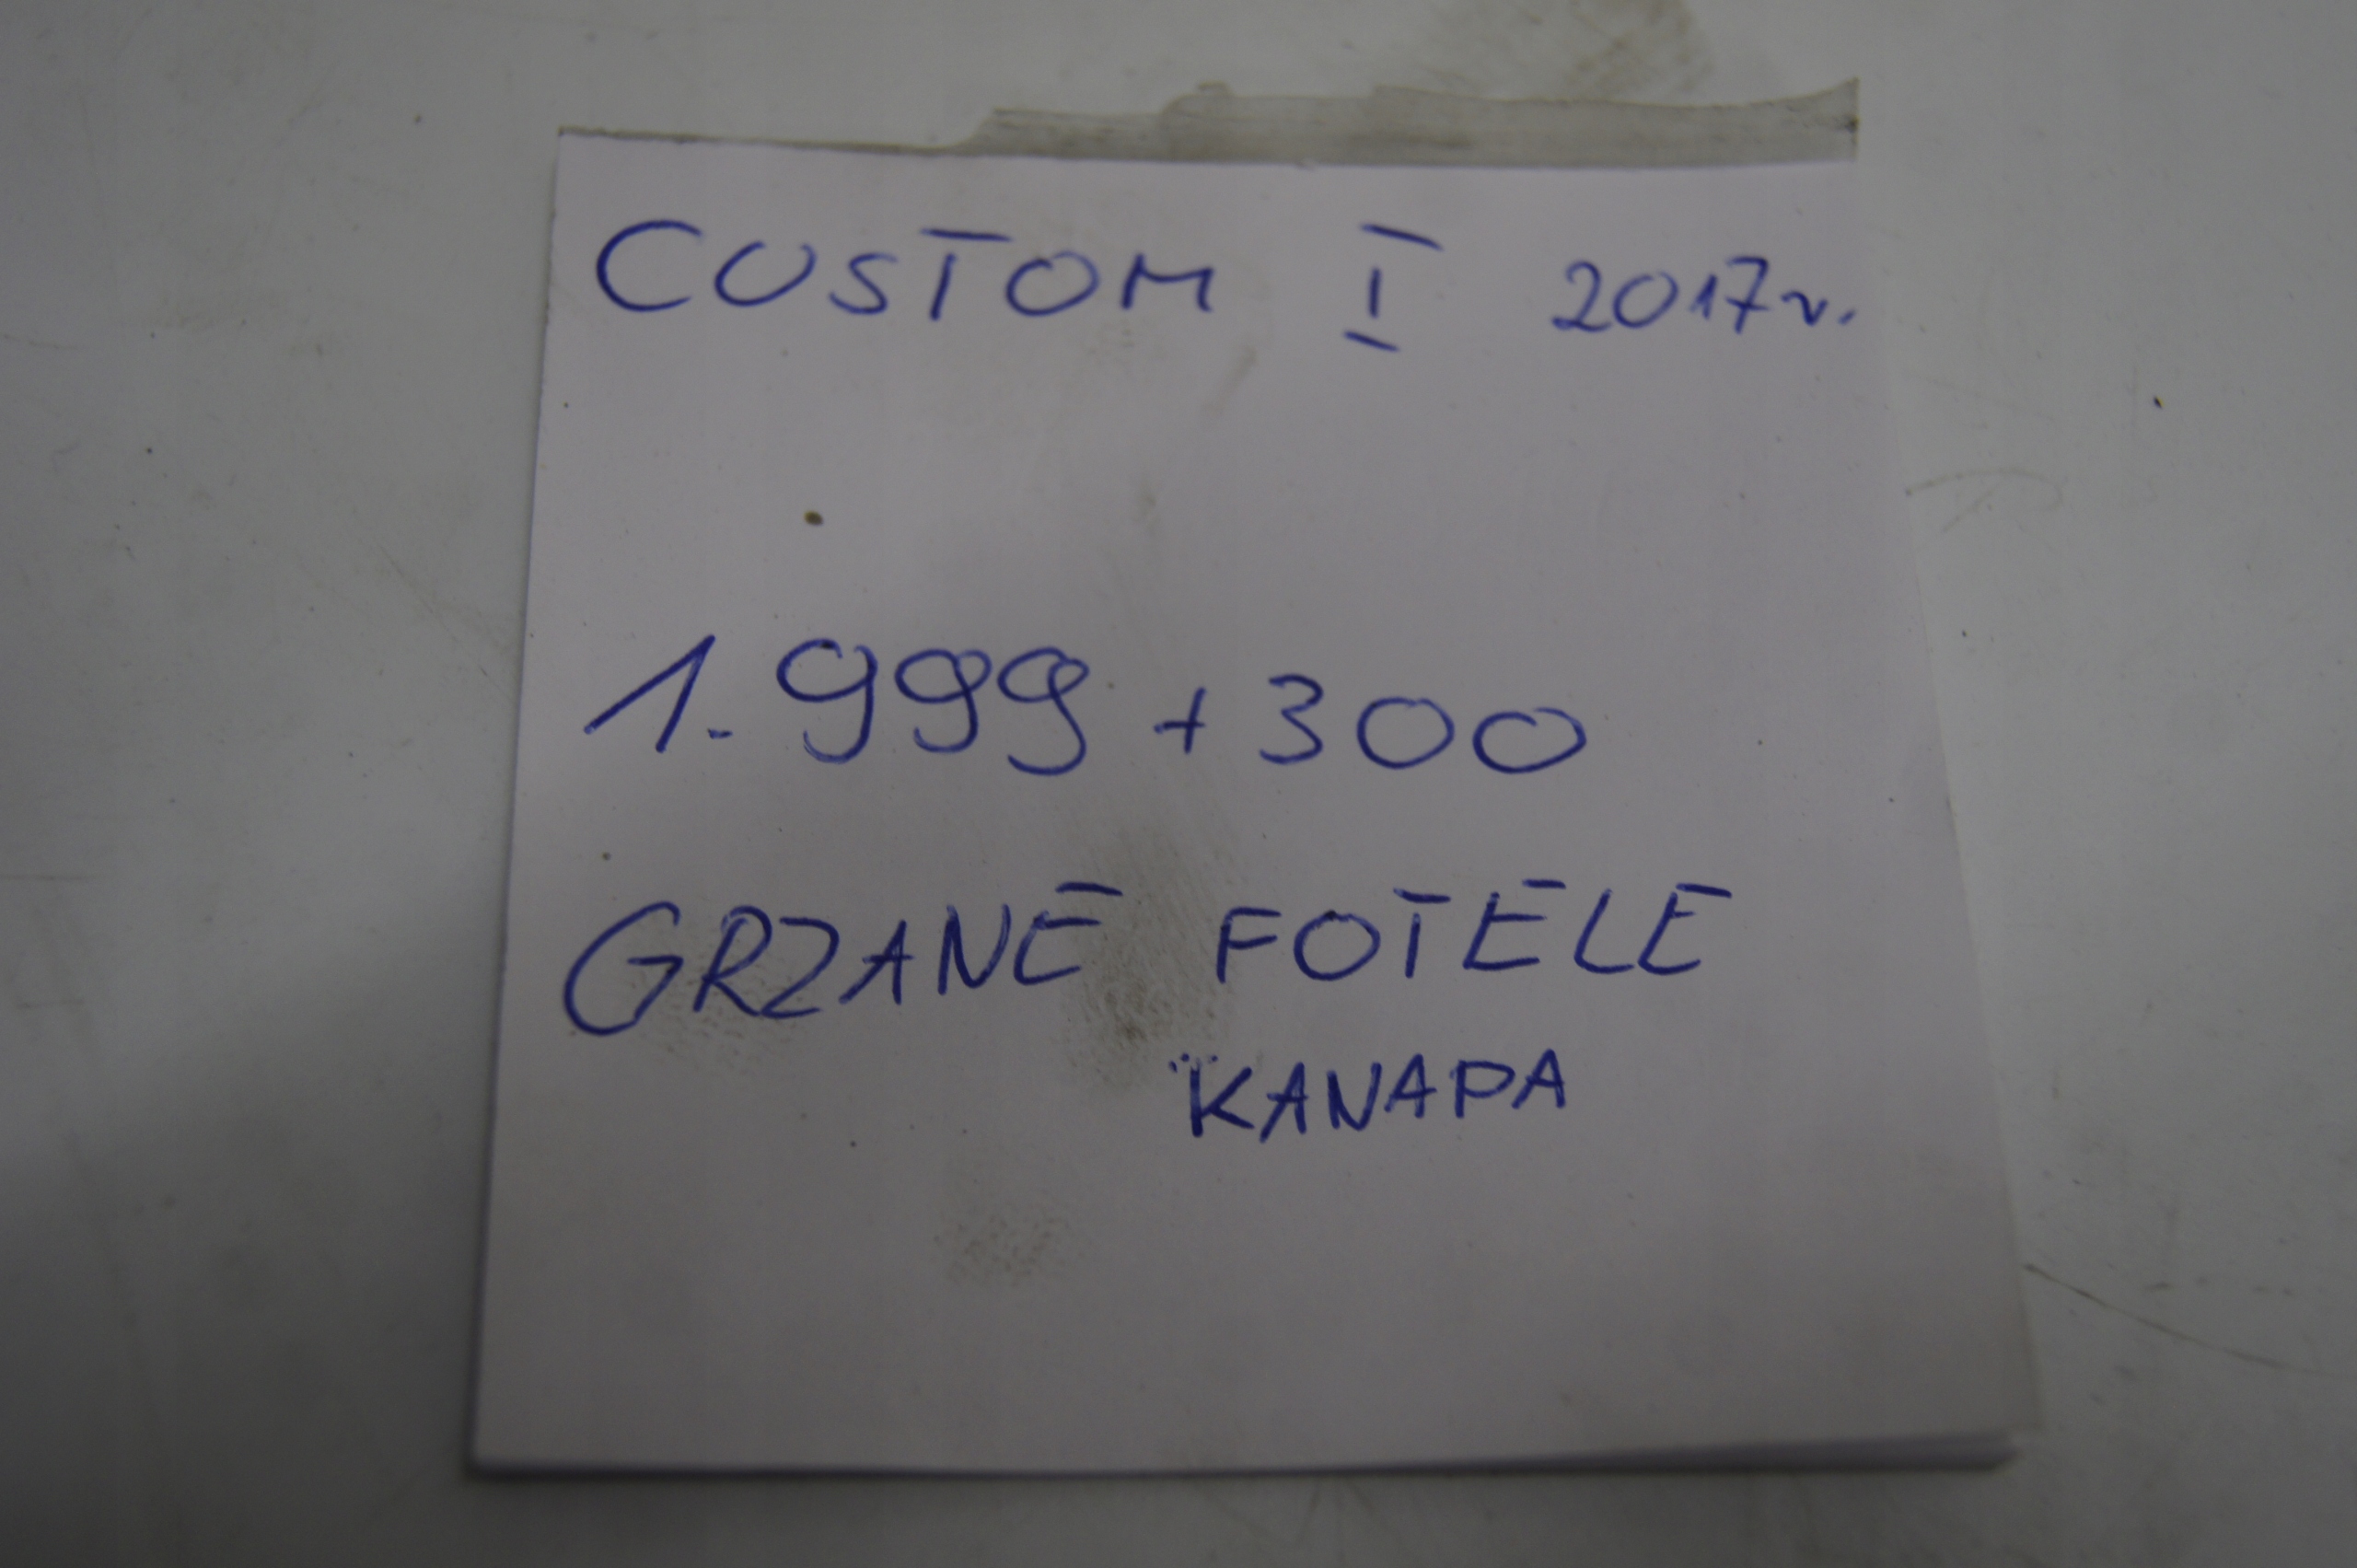 CUSTOM I 2017r.
1.999 + 300
GRZANE FOTELE
KANAPA